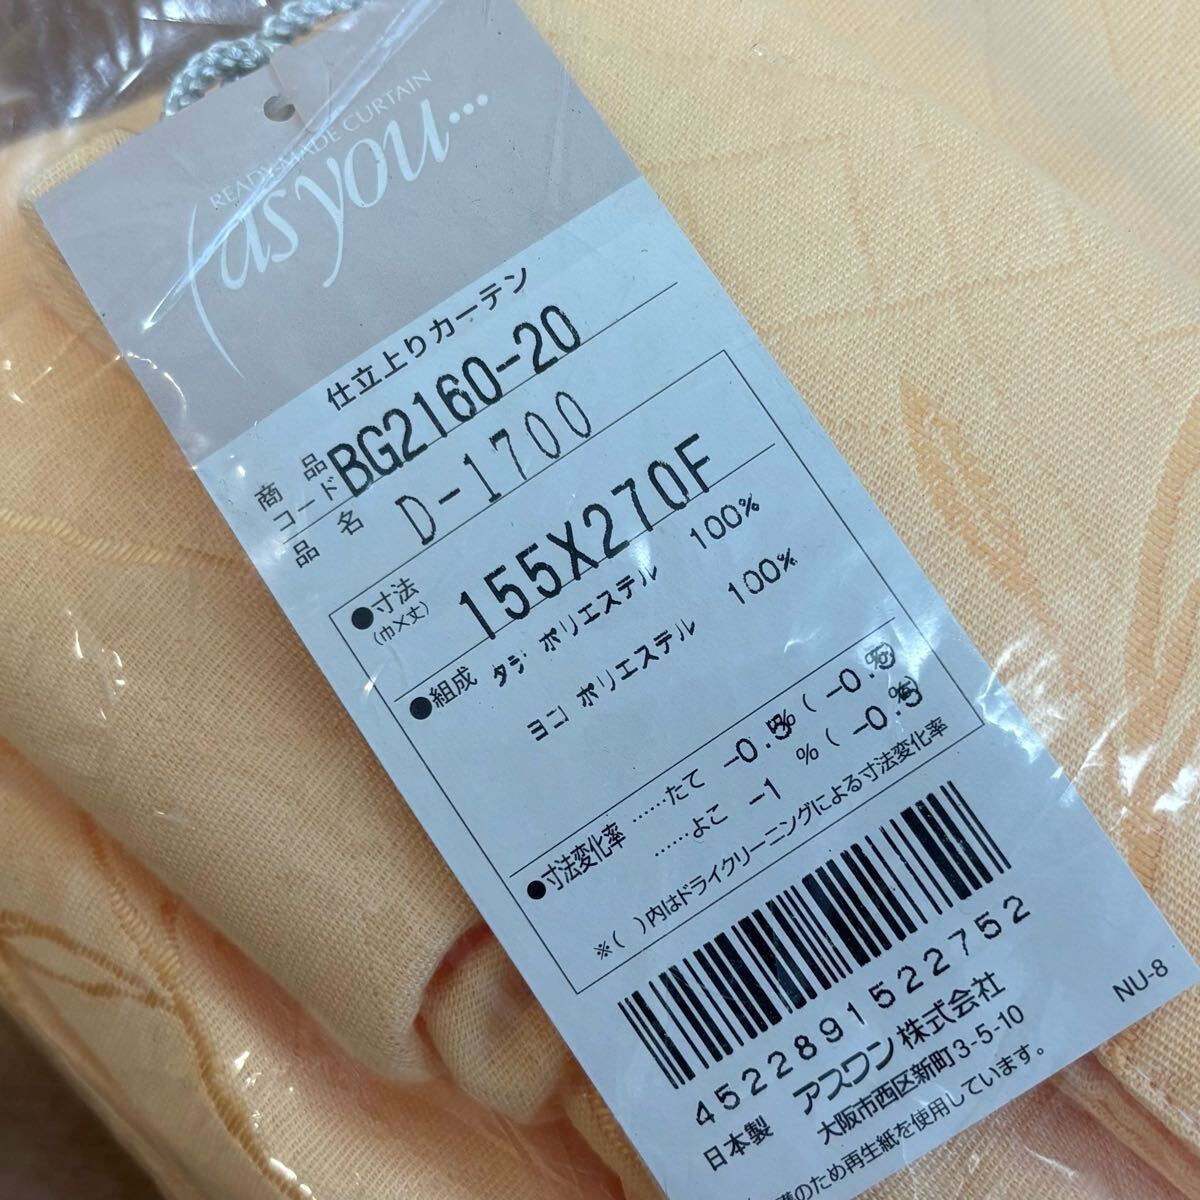 READY-MADE CURTAIN
as you...
仕立上りカーテン
商品コード BG2160-20
品名 D-1700
●寸法 (巾×丈) 155X270F
●組成 タテ ポリエステル 100%
ヨコ ポリエステル 100%
●寸法変化率 ……たて -0.5% (-0.5)
……よこ -1 % (-0.5)
※( )内はドライクリーニングによる寸法変化率
4522891522752
日本製 アスワン株式会社
大阪市西区新町3-5-10
NU-8
のため再生紙を使用しています。